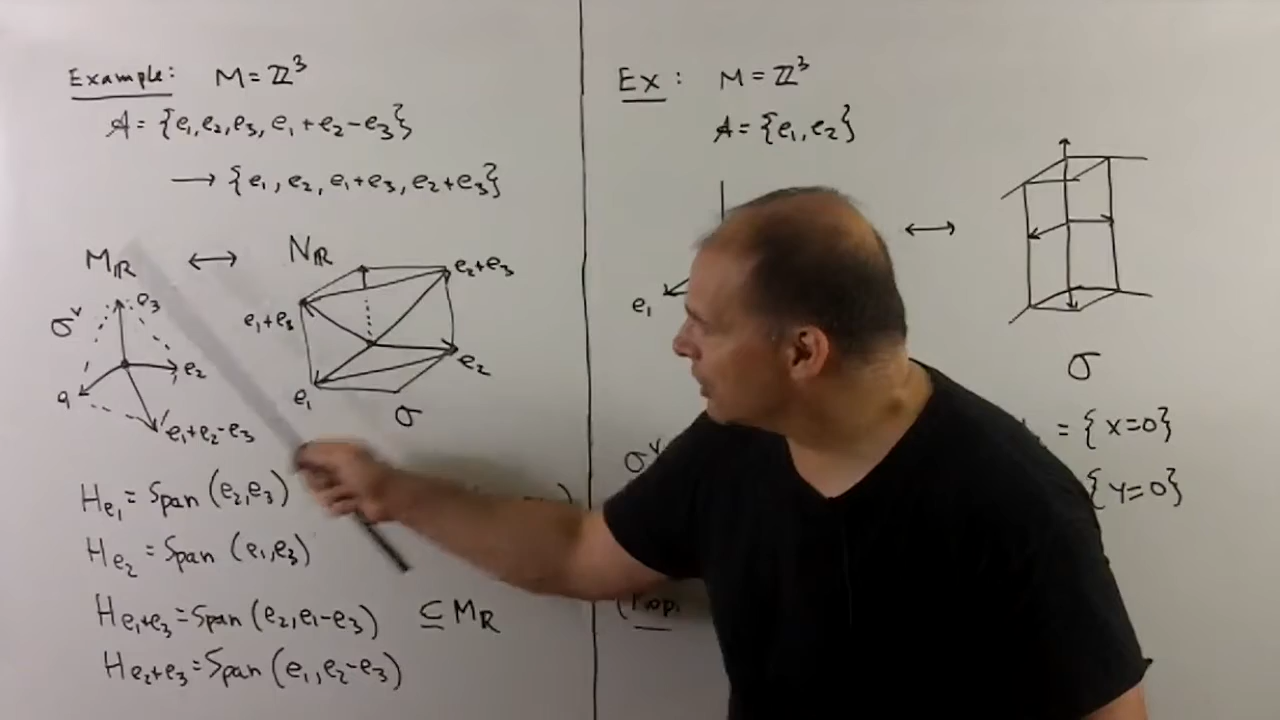 Example: M = ℤ³
𝒜 = {e₁, e₂, e₃, e₁+e₂−e₃}
→ {e₁, e₂, e₁+e₃, e₂+e₃}
M_ℝ ↔ N_ℝ
σ^∨
e₃
e₂
e₁+e₂−e₃
e₂+e₃
e₁+e₃
e₂
e₁
σ
H_{e₁} = Span (e₂, e₃)
H_{e₂} = Span (e₁, e₃)
H_{e₁+e₃} = Span (e₂, e₁−e₃) ⊆ M_ℝ
H_{e₂+e₃} = Span (e₁, e₂−e₃)
Ex: M = ℤ³
𝒜 = {e₁, e₂}
↔
e₁
σ
σ^∨
= {x=0}
{y=0}